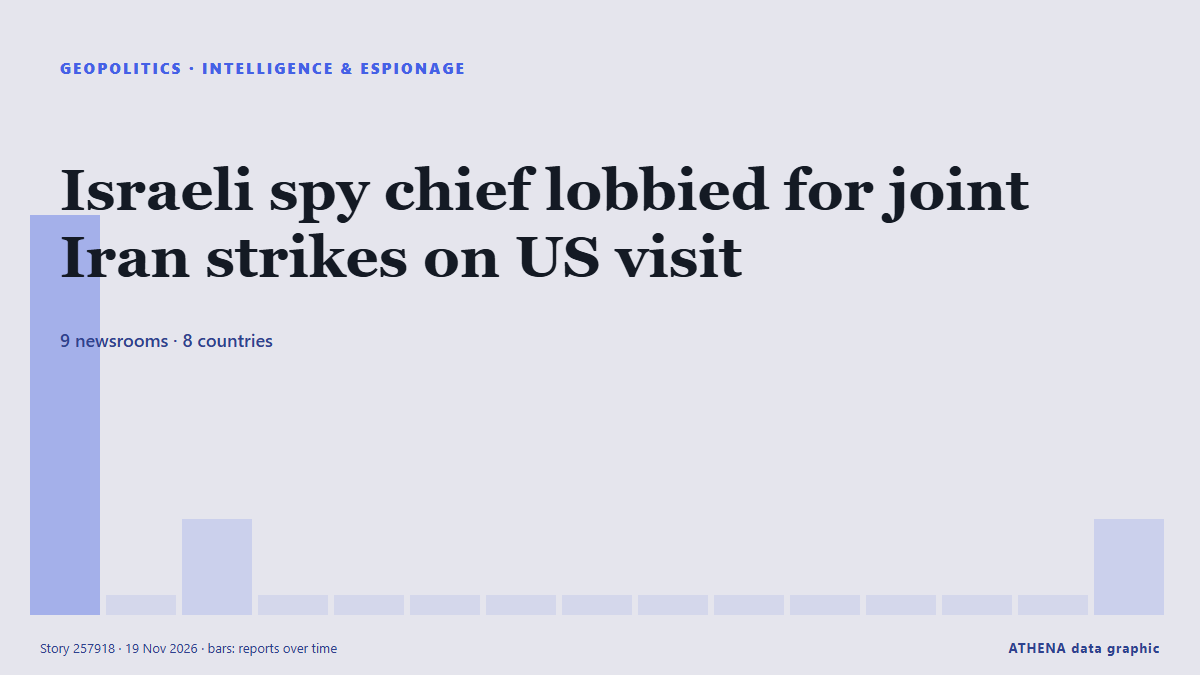 GEOPOLITICS · INTELLIGENCE & ESPIONAGE
Israeli spy chief lobbied for joint
Iran strikes on US visit
9 newsrooms · 8 countries
Story 257918 · 19 Nov 2026 · bars: reports over time
ATHENA data graphic